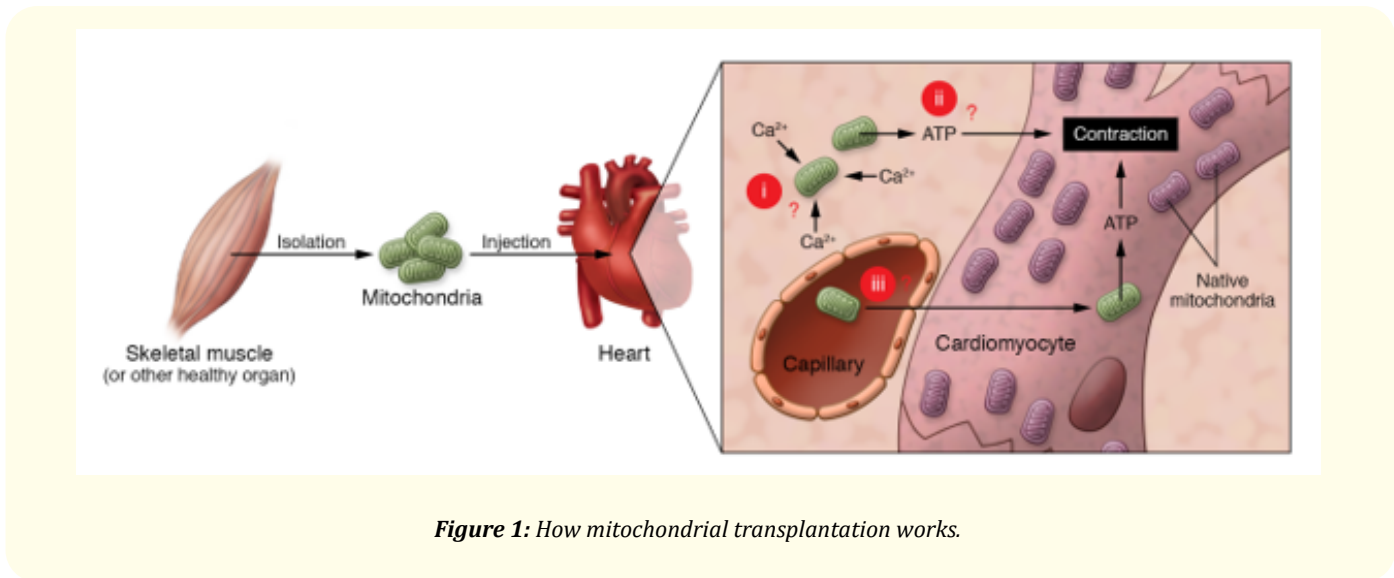 Isolation
Injection
Mitochondria
Skeletal muscle
(or other healthy organ)
Heart
ii
?
Ca²⁺
ATP
Contraction
i
?
Ca²⁺
Ca²⁺
ATP
iii
?
Native
mitochondria
Cardiomyocyte
Capillary
Figure 1: How mitochondrial transplantation works.